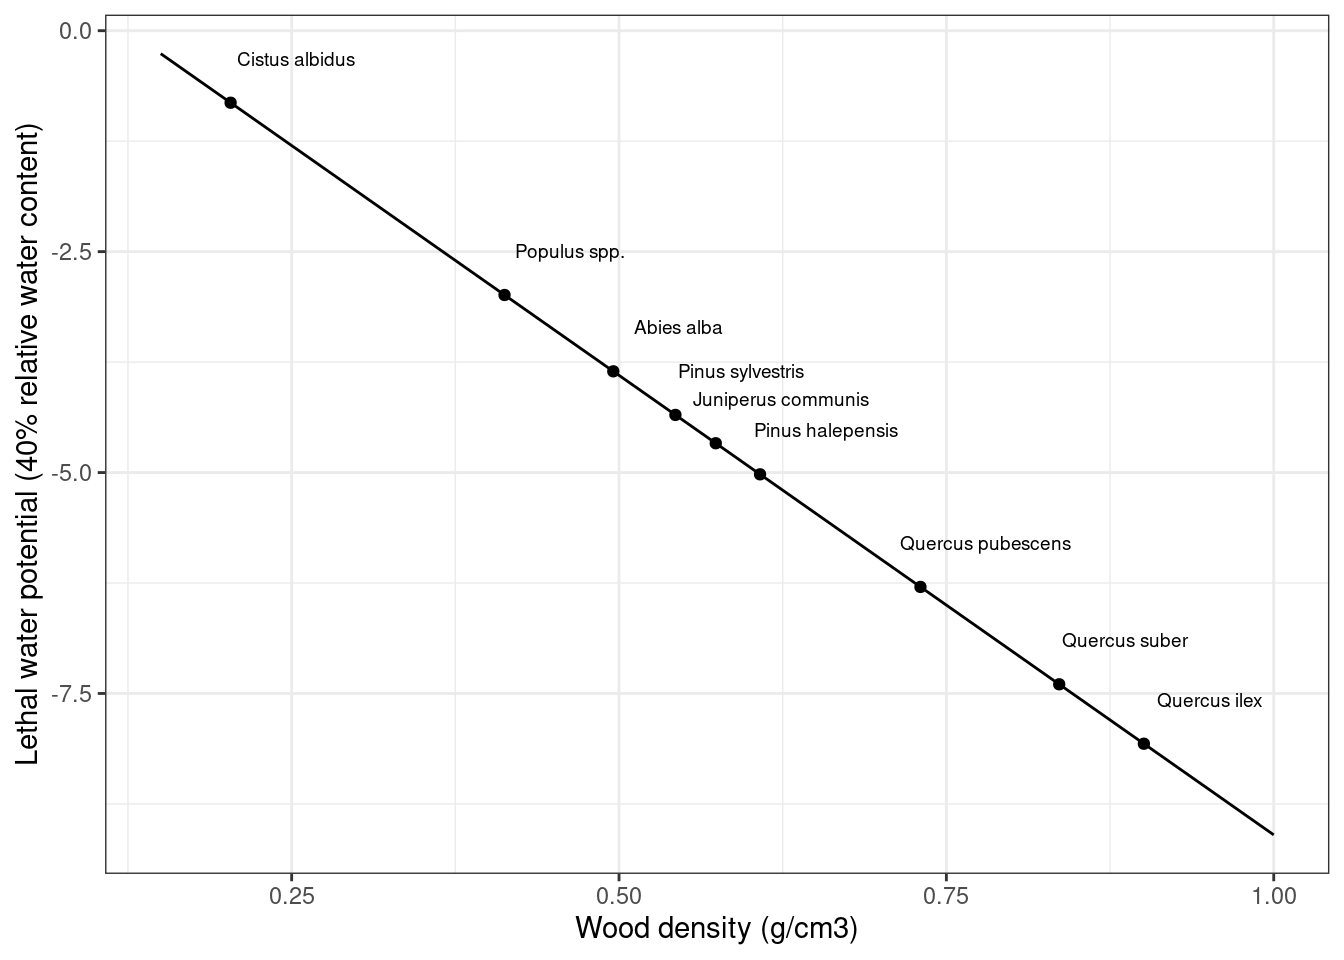 0.0
-2.5
-5.0
-7.5
Lethal water potential (40% relative water content)
Cistus albidus
Populus spp.
Abies alba
Pinus sylvestris
Juniperus communis
Pinus halepensis
Quercus pubescens
Quercus suber
Quercus ilex
0.25
0.50
0.75
1.00
Wood density (g/cm3)